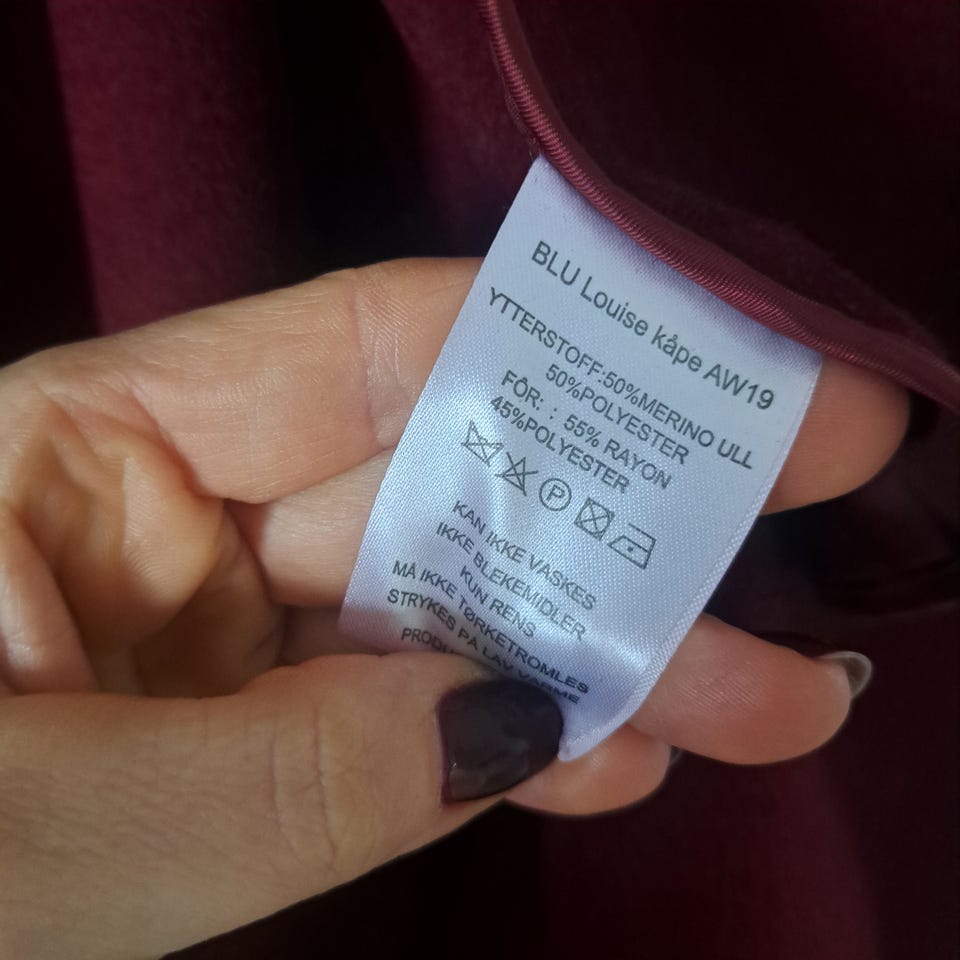 BLU Louise kåpe AW19
YTTERSTOFF:50%MERINO ULL
50%POLYESTER
FÔR: : 55% RAYON
45%POLYESTER
P
KAN IKKE VASKES
IKKE BLEKEMIDLER
KUN RENS
MÅ IKKE TØRKETROMLES
STRYKES PÅ LAV VARME